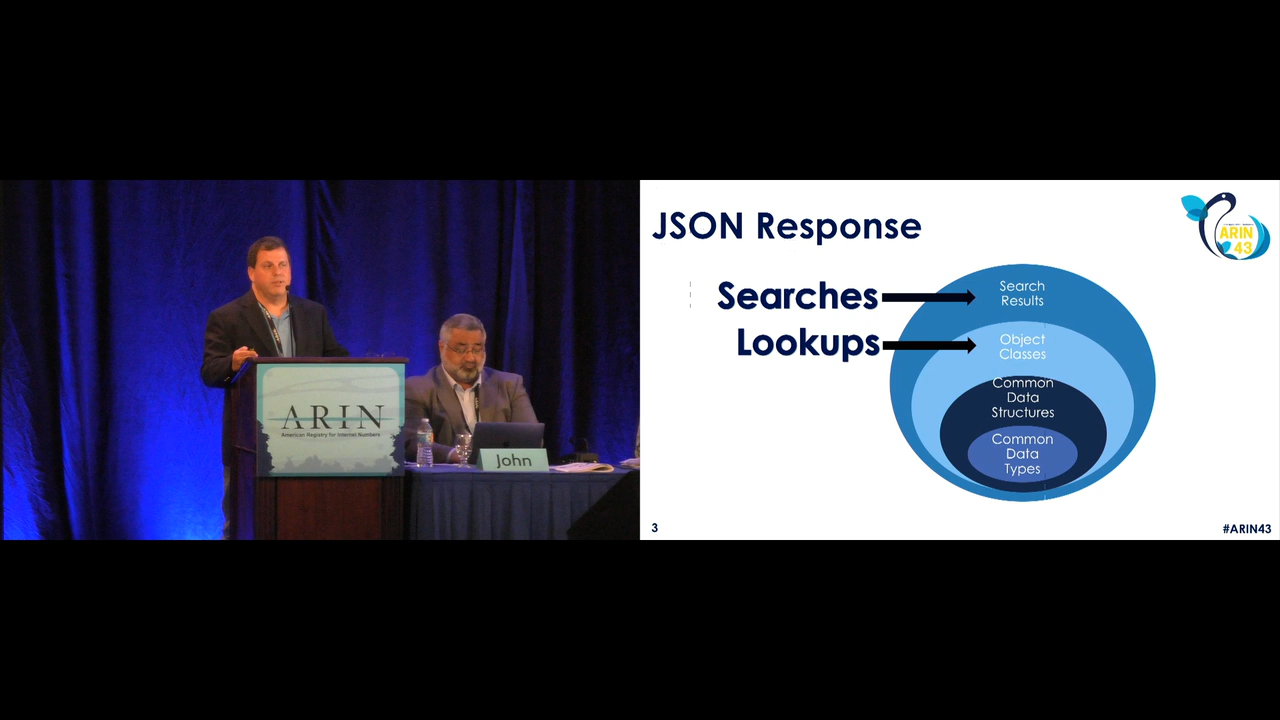 ARIN
American Registry for Internet Numbers
John
JSON Response
ARIN
43
Searches
Lookups
Search
Results
Object
Classes
Common
Data
Structures
Common
Data
Types
3
#ARIN43